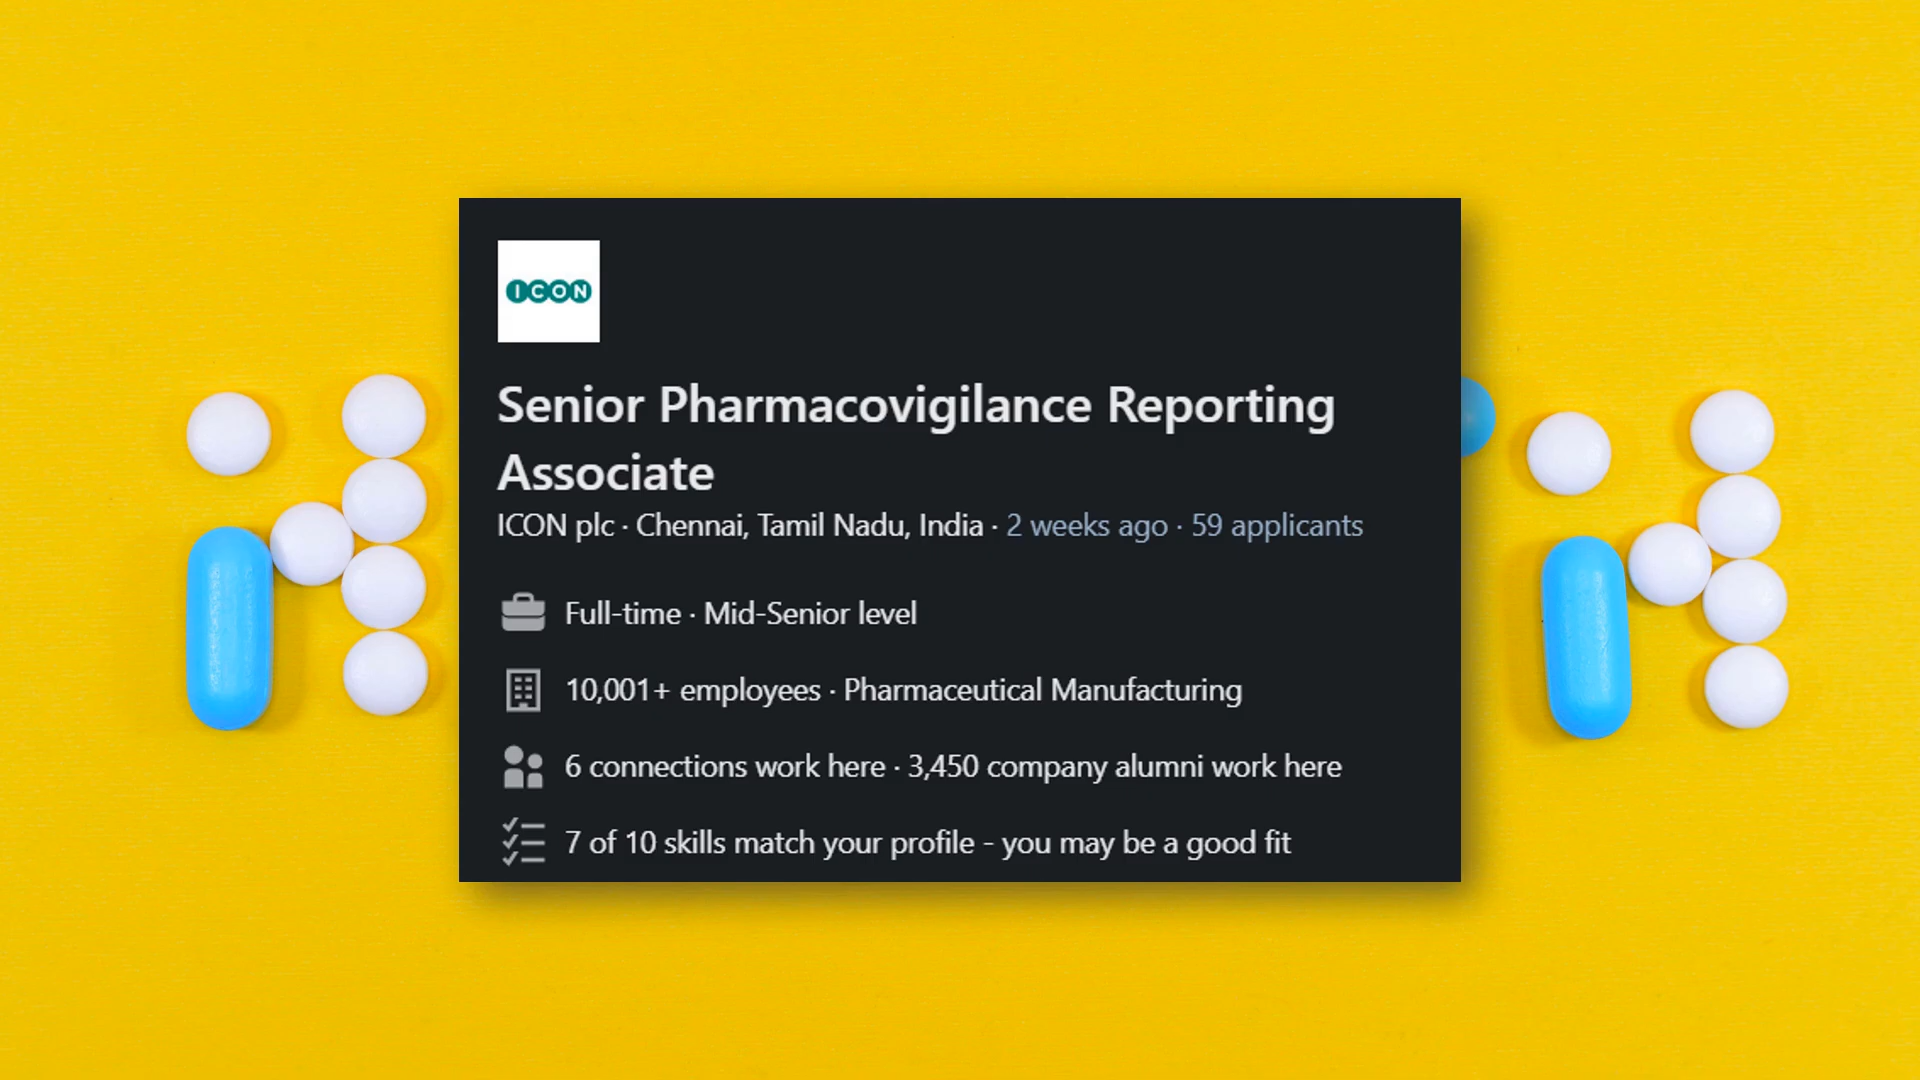 ICON
Senior Pharmacovigilance Reporting
Associate
ICON plc · Chennai, Tamil Nadu, India · 2 weeks ago · 59 applicants
Full-time · Mid-Senior level
10,001+ employees · Pharmaceutical Manufacturing
6 connections work here · 3,450 company alumni work here
7 of 10 skills match your profile - you may be a good fit